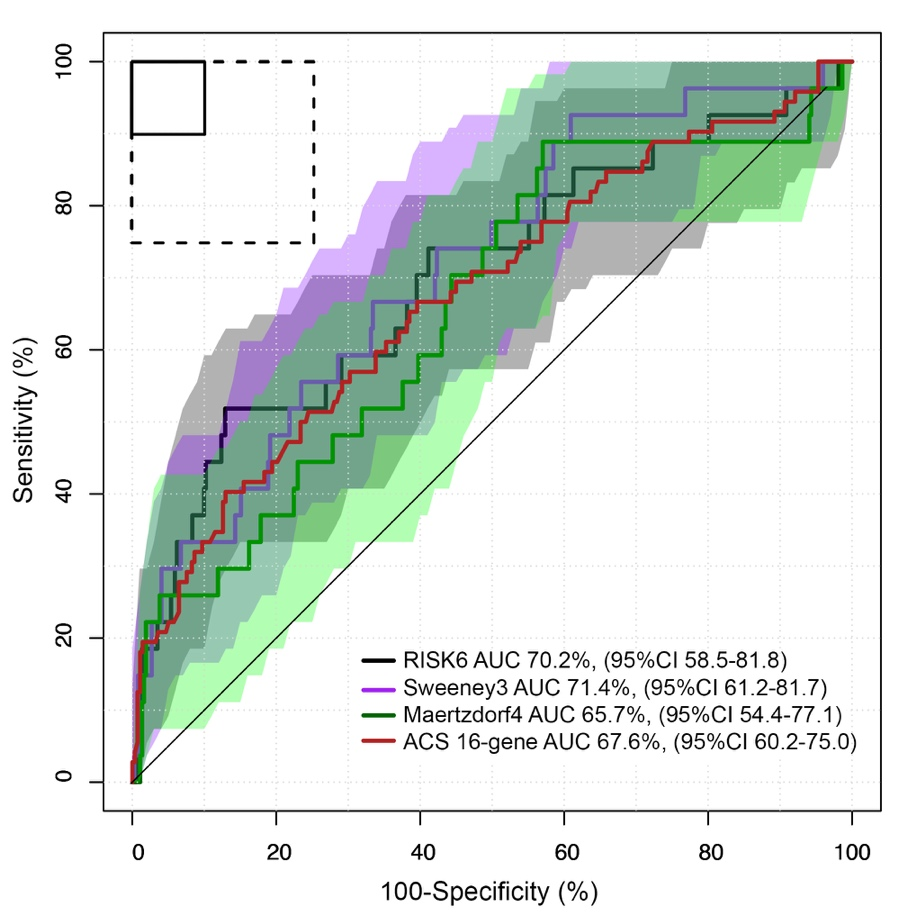 100
80
60
40
20
0
Sensitivity (%)
RISK6 AUC 70.2%, (95%CI 58.5-81.8)
Sweeney3 AUC 71.4%, (95%CI 61.2-81.7)
Maertzdorf4 AUC 65.7%, (95%CI 54.4-77.1)
ACS 16-gene AUC 67.6%, (95%CI 60.2-75.0)
0 20 40 60 80 100
100-Specificity (%)